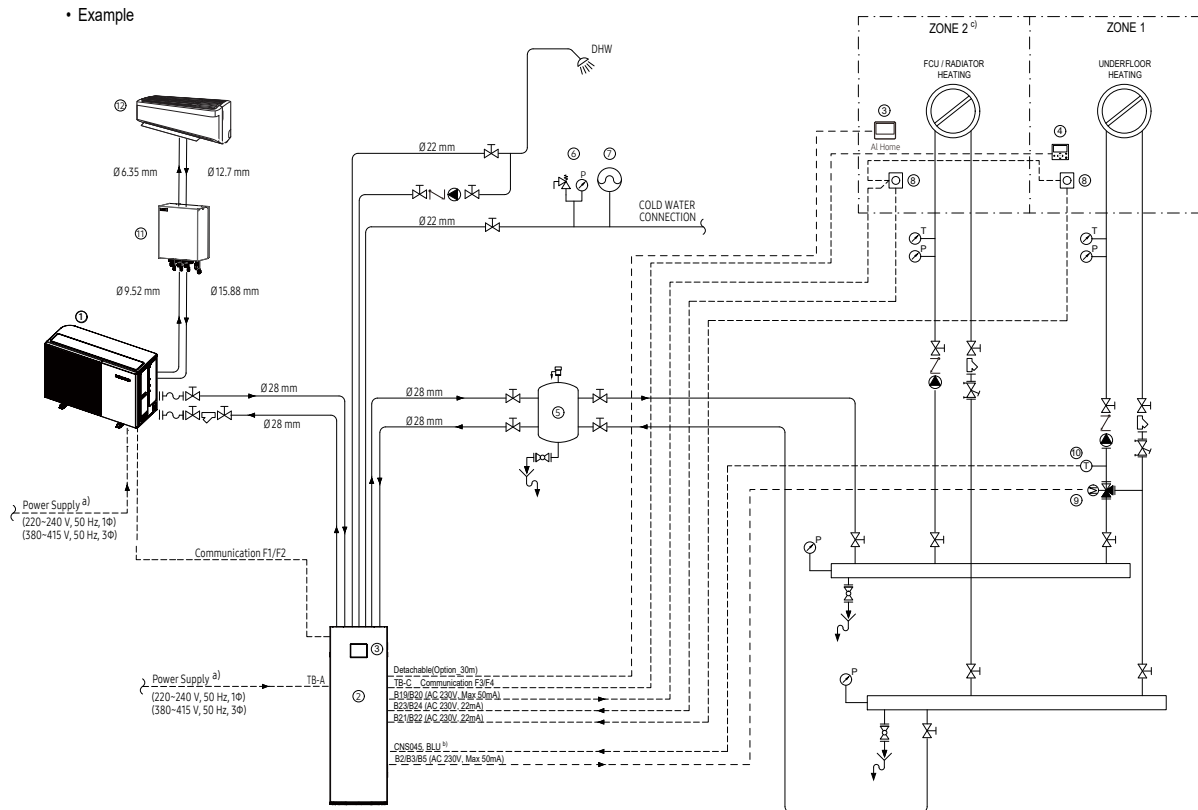 • Example
DHW
ZONE 2 c)
ZONE 1
FCU / RADIATOR
HEATING
UNDERFLOOR
HEATING
⑫
③
AI Home
④
Ø 6.35 mm
Ø 12.7 mm
Ø 22 mm
⑥
P
⑦
⑧
⑧
Ø 22 mm
COLD WATER
CONNECTION
⑪
T
P
T
P
Ø 9.52 mm
Ø 15.88 mm
①
Ø 28 mm
Ø 28 mm
Ø 28 mm
Ø 28 mm
⑤
⑩
T
M
⑨
Power Supply a)
(220~240 V, 50 Hz, 1Φ)
(380~415 V, 50 Hz, 3Φ)
Communication F1/F2
P
P
③
②
Power Supply a)
(220~240 V, 50 Hz, 1Φ)
(380~415 V, 50 Hz, 3Φ)
TB-A
Detachable(Option_30m)
TB-C Communication F3/F4
B19/B20 (AC 230V, Max 50mA)
B23/B24 (AC 230V, 22mA)
B21/B22 (AC 230V, 22mA)
CNS045, BLU b)
B2/B3/B5 (AC 230V, Max 50mA)